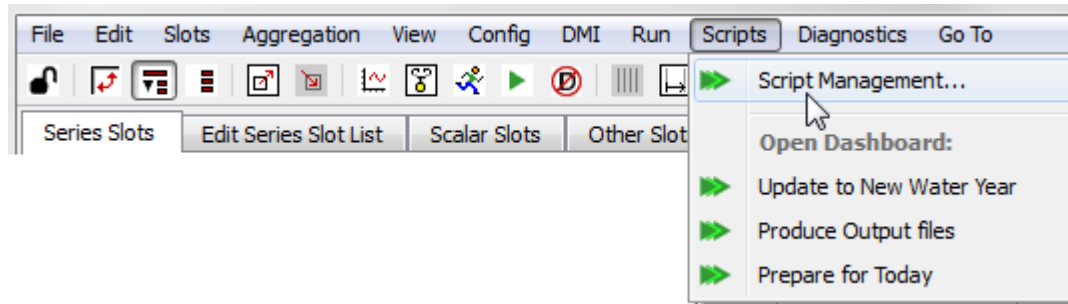 File Edit Slots Aggregation View Config DMI Run Scripts Diagnostics Go To
Script Management...
Series Slots Edit Series Slot List Scalar Slots Other Slot
Open Dashboard:
Update to New Water Year
Produce Output files
Prepare for Today